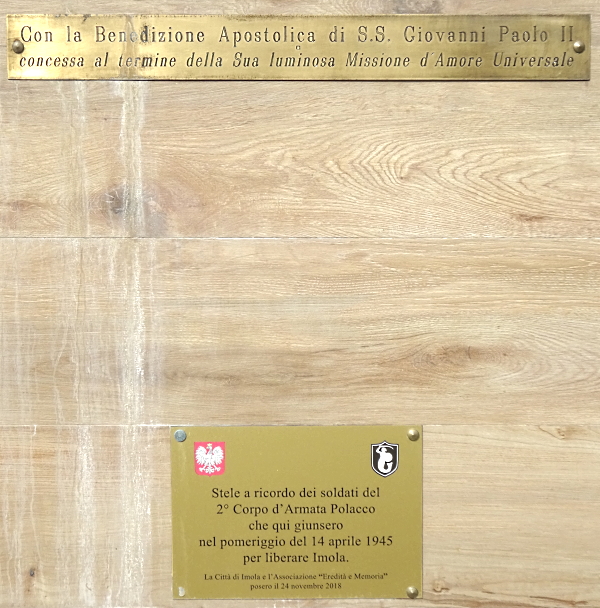 Con la Benedizione Apostolica di S.S. Giovanni Paolo II
concessa al termine della Sua luminosa Missione d'Amore Universale
Stele a ricordo dei soldati del
2° Corpo d'Armata Polacco
che qui giunsero
nel pomeriggio del 14 aprile 1945
per liberare Imola.
La Città di Imola e l'Associazione "Eredità e Memoria"
posero il 24 novembre 2018